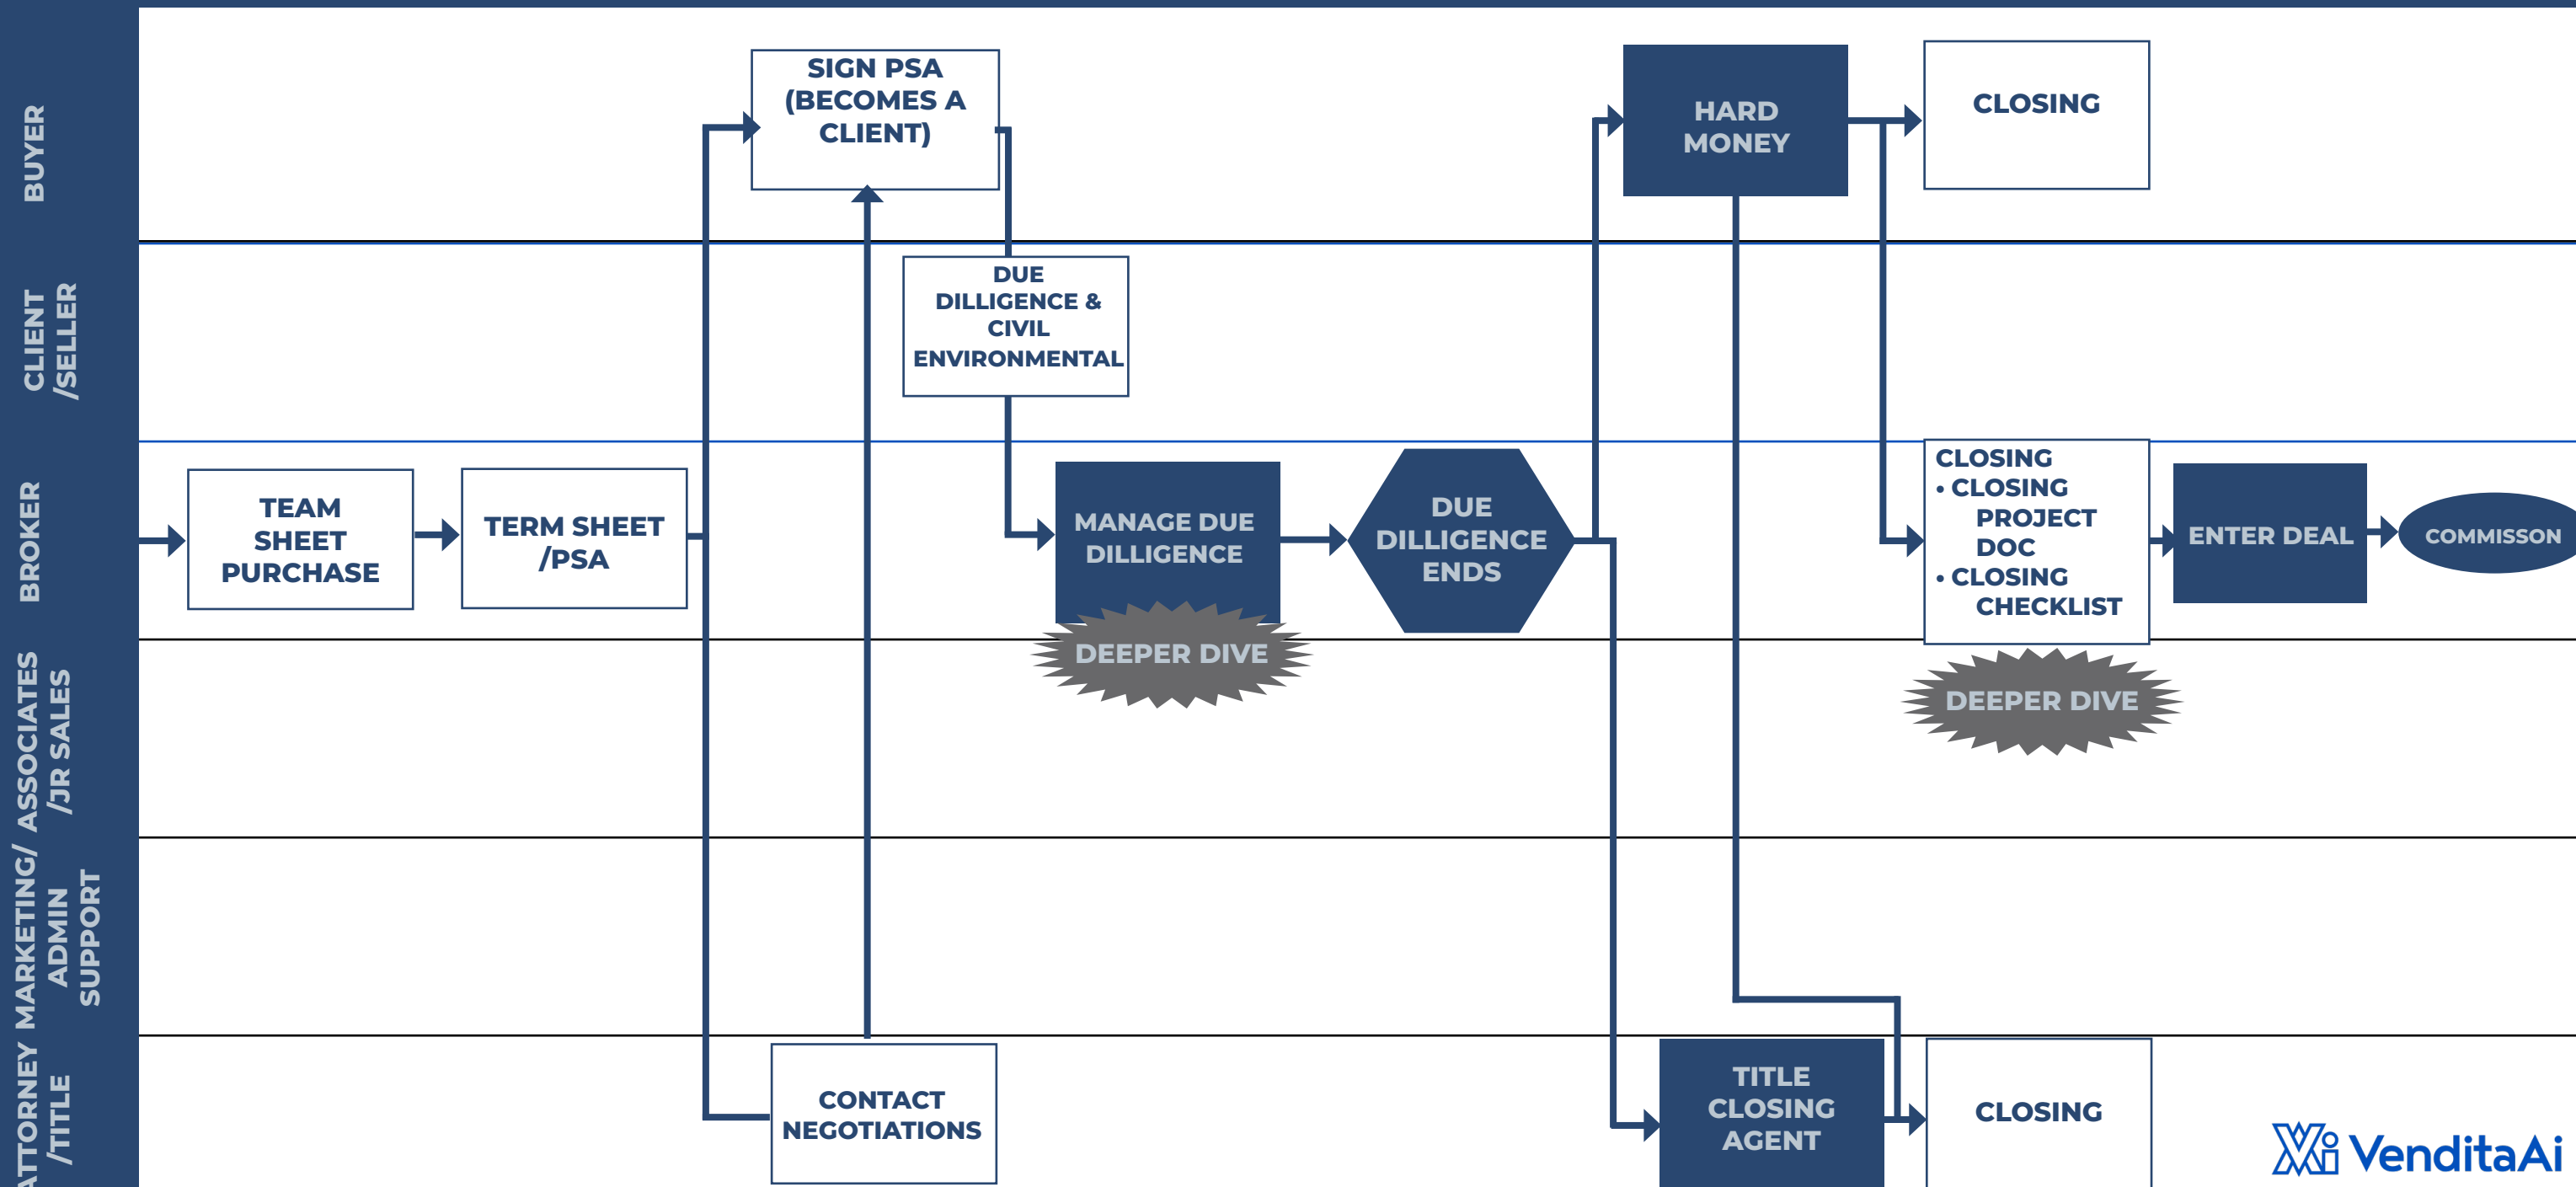 BUYER
SIGN PSA
(BECOMES A
CLIENT)
HARD
MONEY
CLOSING
CLIENT
/SELLER
DUE
DILLIGENCE &
CIVIL
ENVIRONMENTAL
BROKER
TEAM
SHEET
PURCHASE
TERM SHEET
/PSA
MANAGE DUE
DILLIGENCE
DEEPER DIVE
DUE
DILLIGENCE
ENDS
CLOSING
• CLOSING
PROJECT
DOC
• CLOSING
CHECKLIST
DEEPER DIVE
ENTER DEAL
COMMISSON
ASSOCIATES
/JR SALES
MARKETING/
ADMIN
SUPPORT
ATTORNEY
/TITLE
CONTACT
NEGOTIATIONS
TITLE
CLOSING
AGENT
CLOSING
VenditaAi